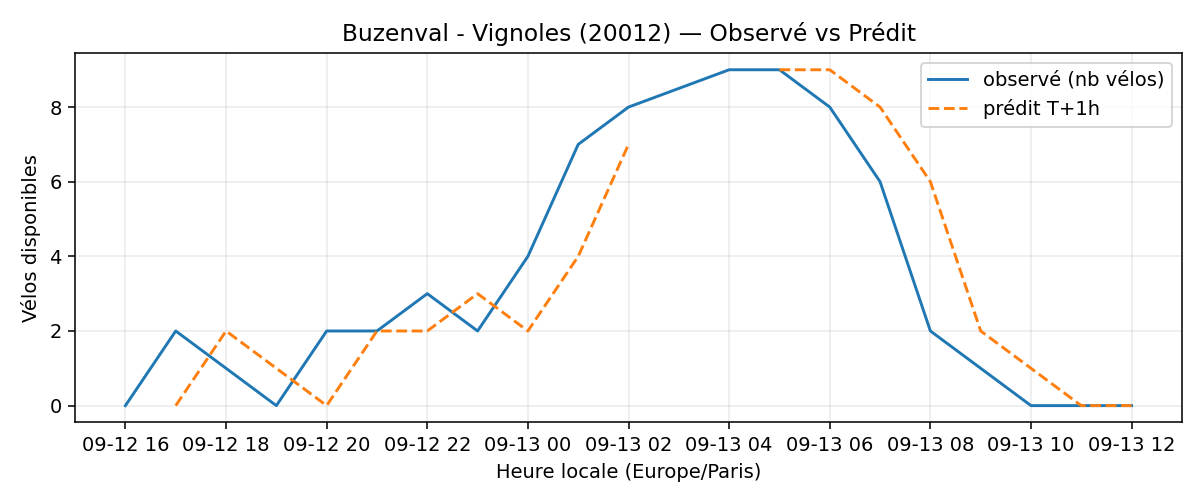 Buzenval - Vignoles (20012) — Observé vs Prédit
observé (nb vélos)
prédit T+1h
Vélos disponibles
8
6
4
2
0
09-12 16 09-12 18 09-12 20 09-12 22 09-13 00 09-13 02 09-13 04 09-13 06 09-13 08 09-13 10 09-13 12
Heure locale (Europe/Paris)